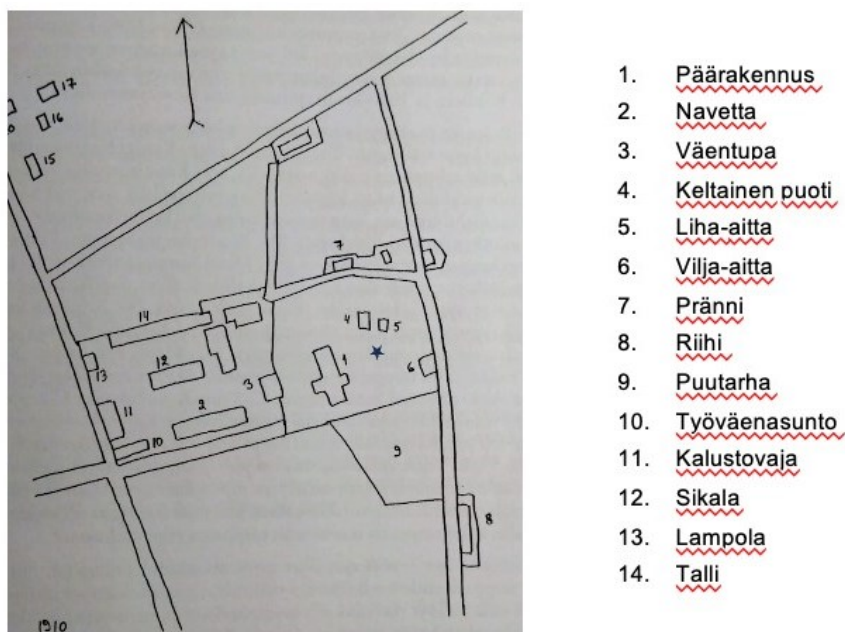 17
16
15
7
14
4 5
13 12 3 1 6
11 2
10
9
8
1910
1. Päärakennus
2. Navetta
3. Väentupa
4. Keltainen puoti
5. Liha-aitta
6. Vilja-aitta
7. Pränni
8. Riihi
9. Puutarha
10. Työväenasunto
11. Kalustovaja
12. Sikala
13. Lampola
14. Talli